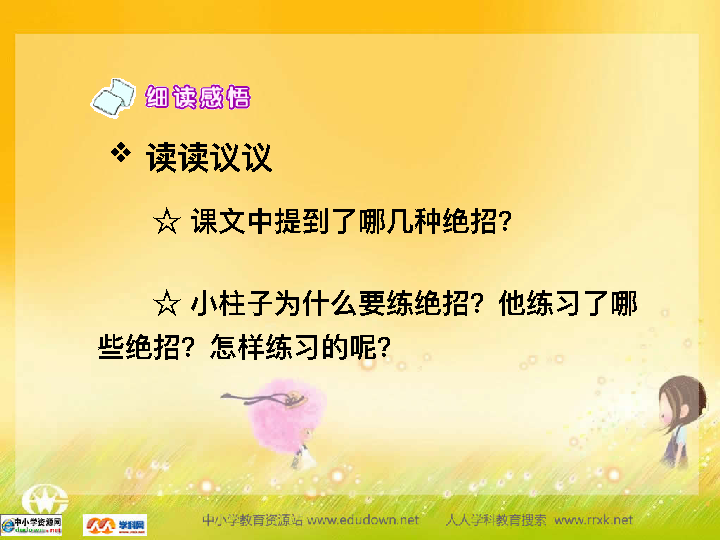 细读感悟
❖ 读读议议
☆ 课文中提到了哪几种绝招？
☆ 小柱子为什么要练绝招？他练习了哪
些绝招？怎样练习的呢？
中小学资源网 学科网 中小学教育资源站 www.edudown.net 人人学科教育搜索 www.rrxk.net